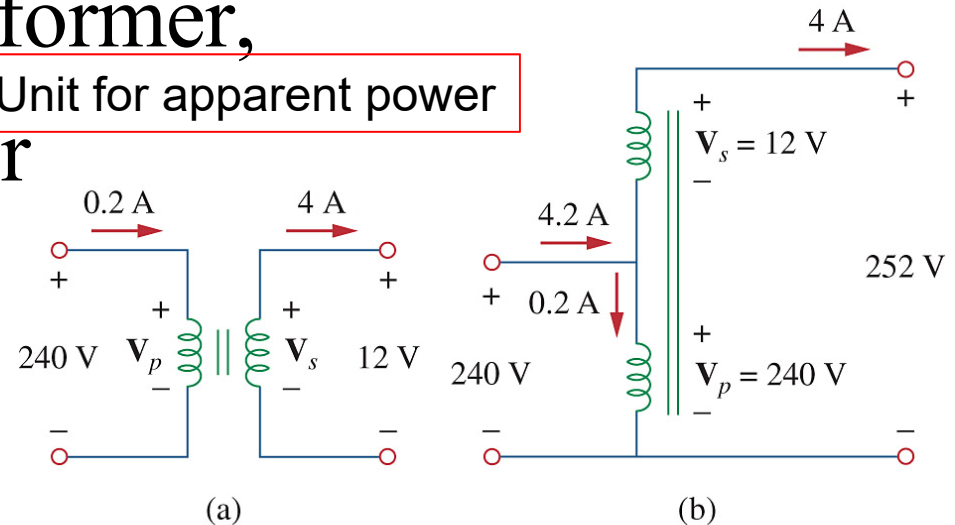 former,
Unit for apparent power
r
0.2 A
4 A
+
+
+
+
240 V
Vp
Vs
12 V
−
−
−
−
(a)
4 A
+
+
Vs = 12 V
−
4.2 A
+
0.2 A
252 V
+
240 V
Vp = 240 V
−
−
−
(b)